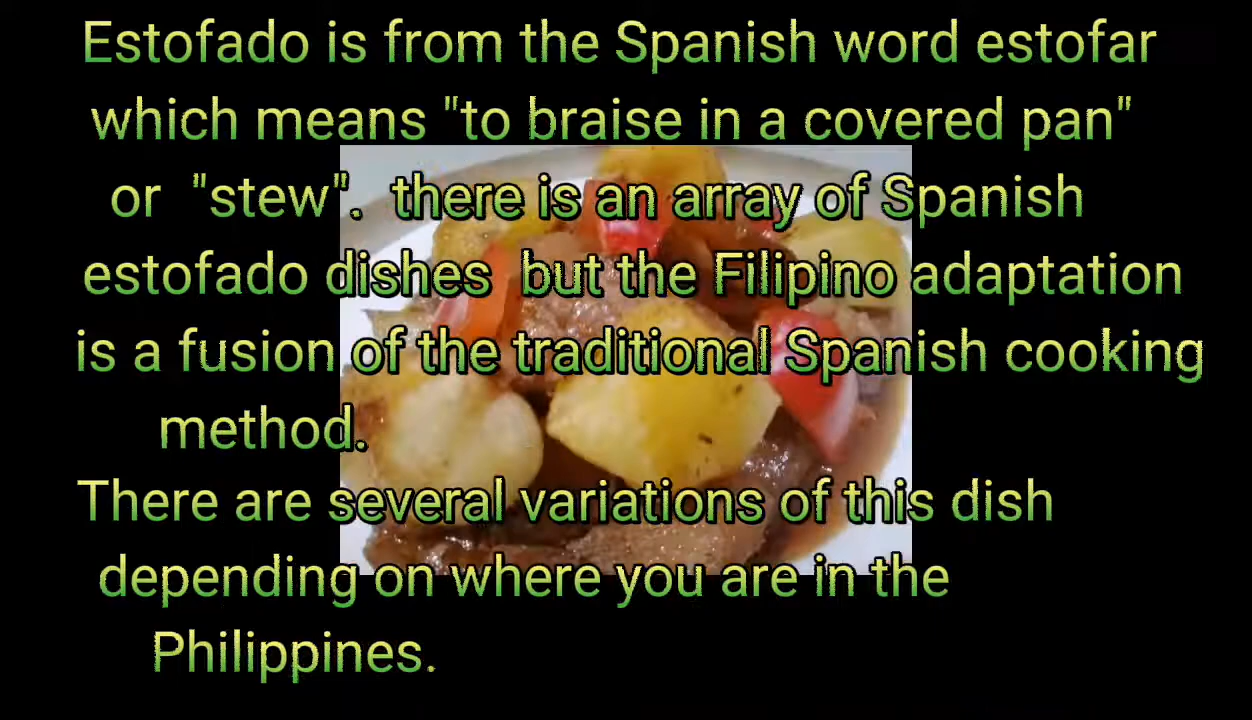 Estofado is from the Spanish word estofar
which means "to braise in a covered pan"
or "stew". there is an array of Spanish
estofado dishes but the Filipino adaptation
is a fusion of the traditional Spanish cooking
method.
There are several variations of this dish
depending on where you are in the
Philippines.